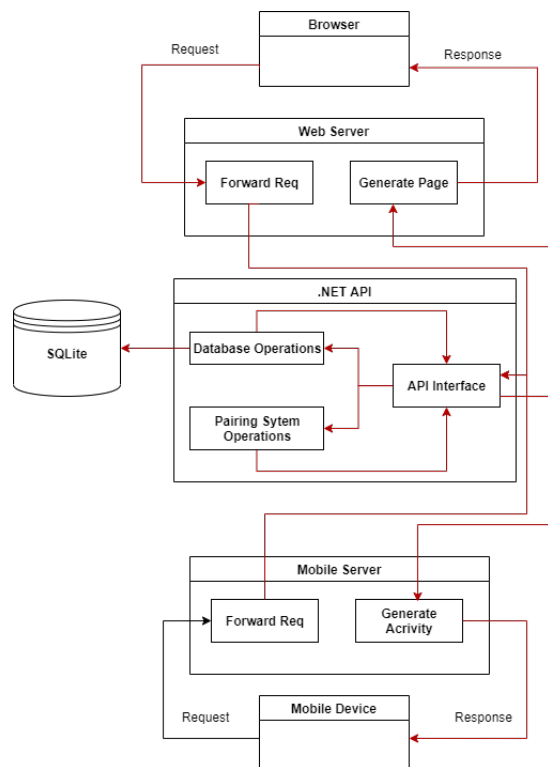 Browser
Request
Response
Web Server
Forward Req
Generate Page
.NET API
SQLite
Database Operations
API Interface
Pairing Sytem
Operations
Mobile Server
Forward Req
Generate
Acrivity
Request
Response
Mobile Device